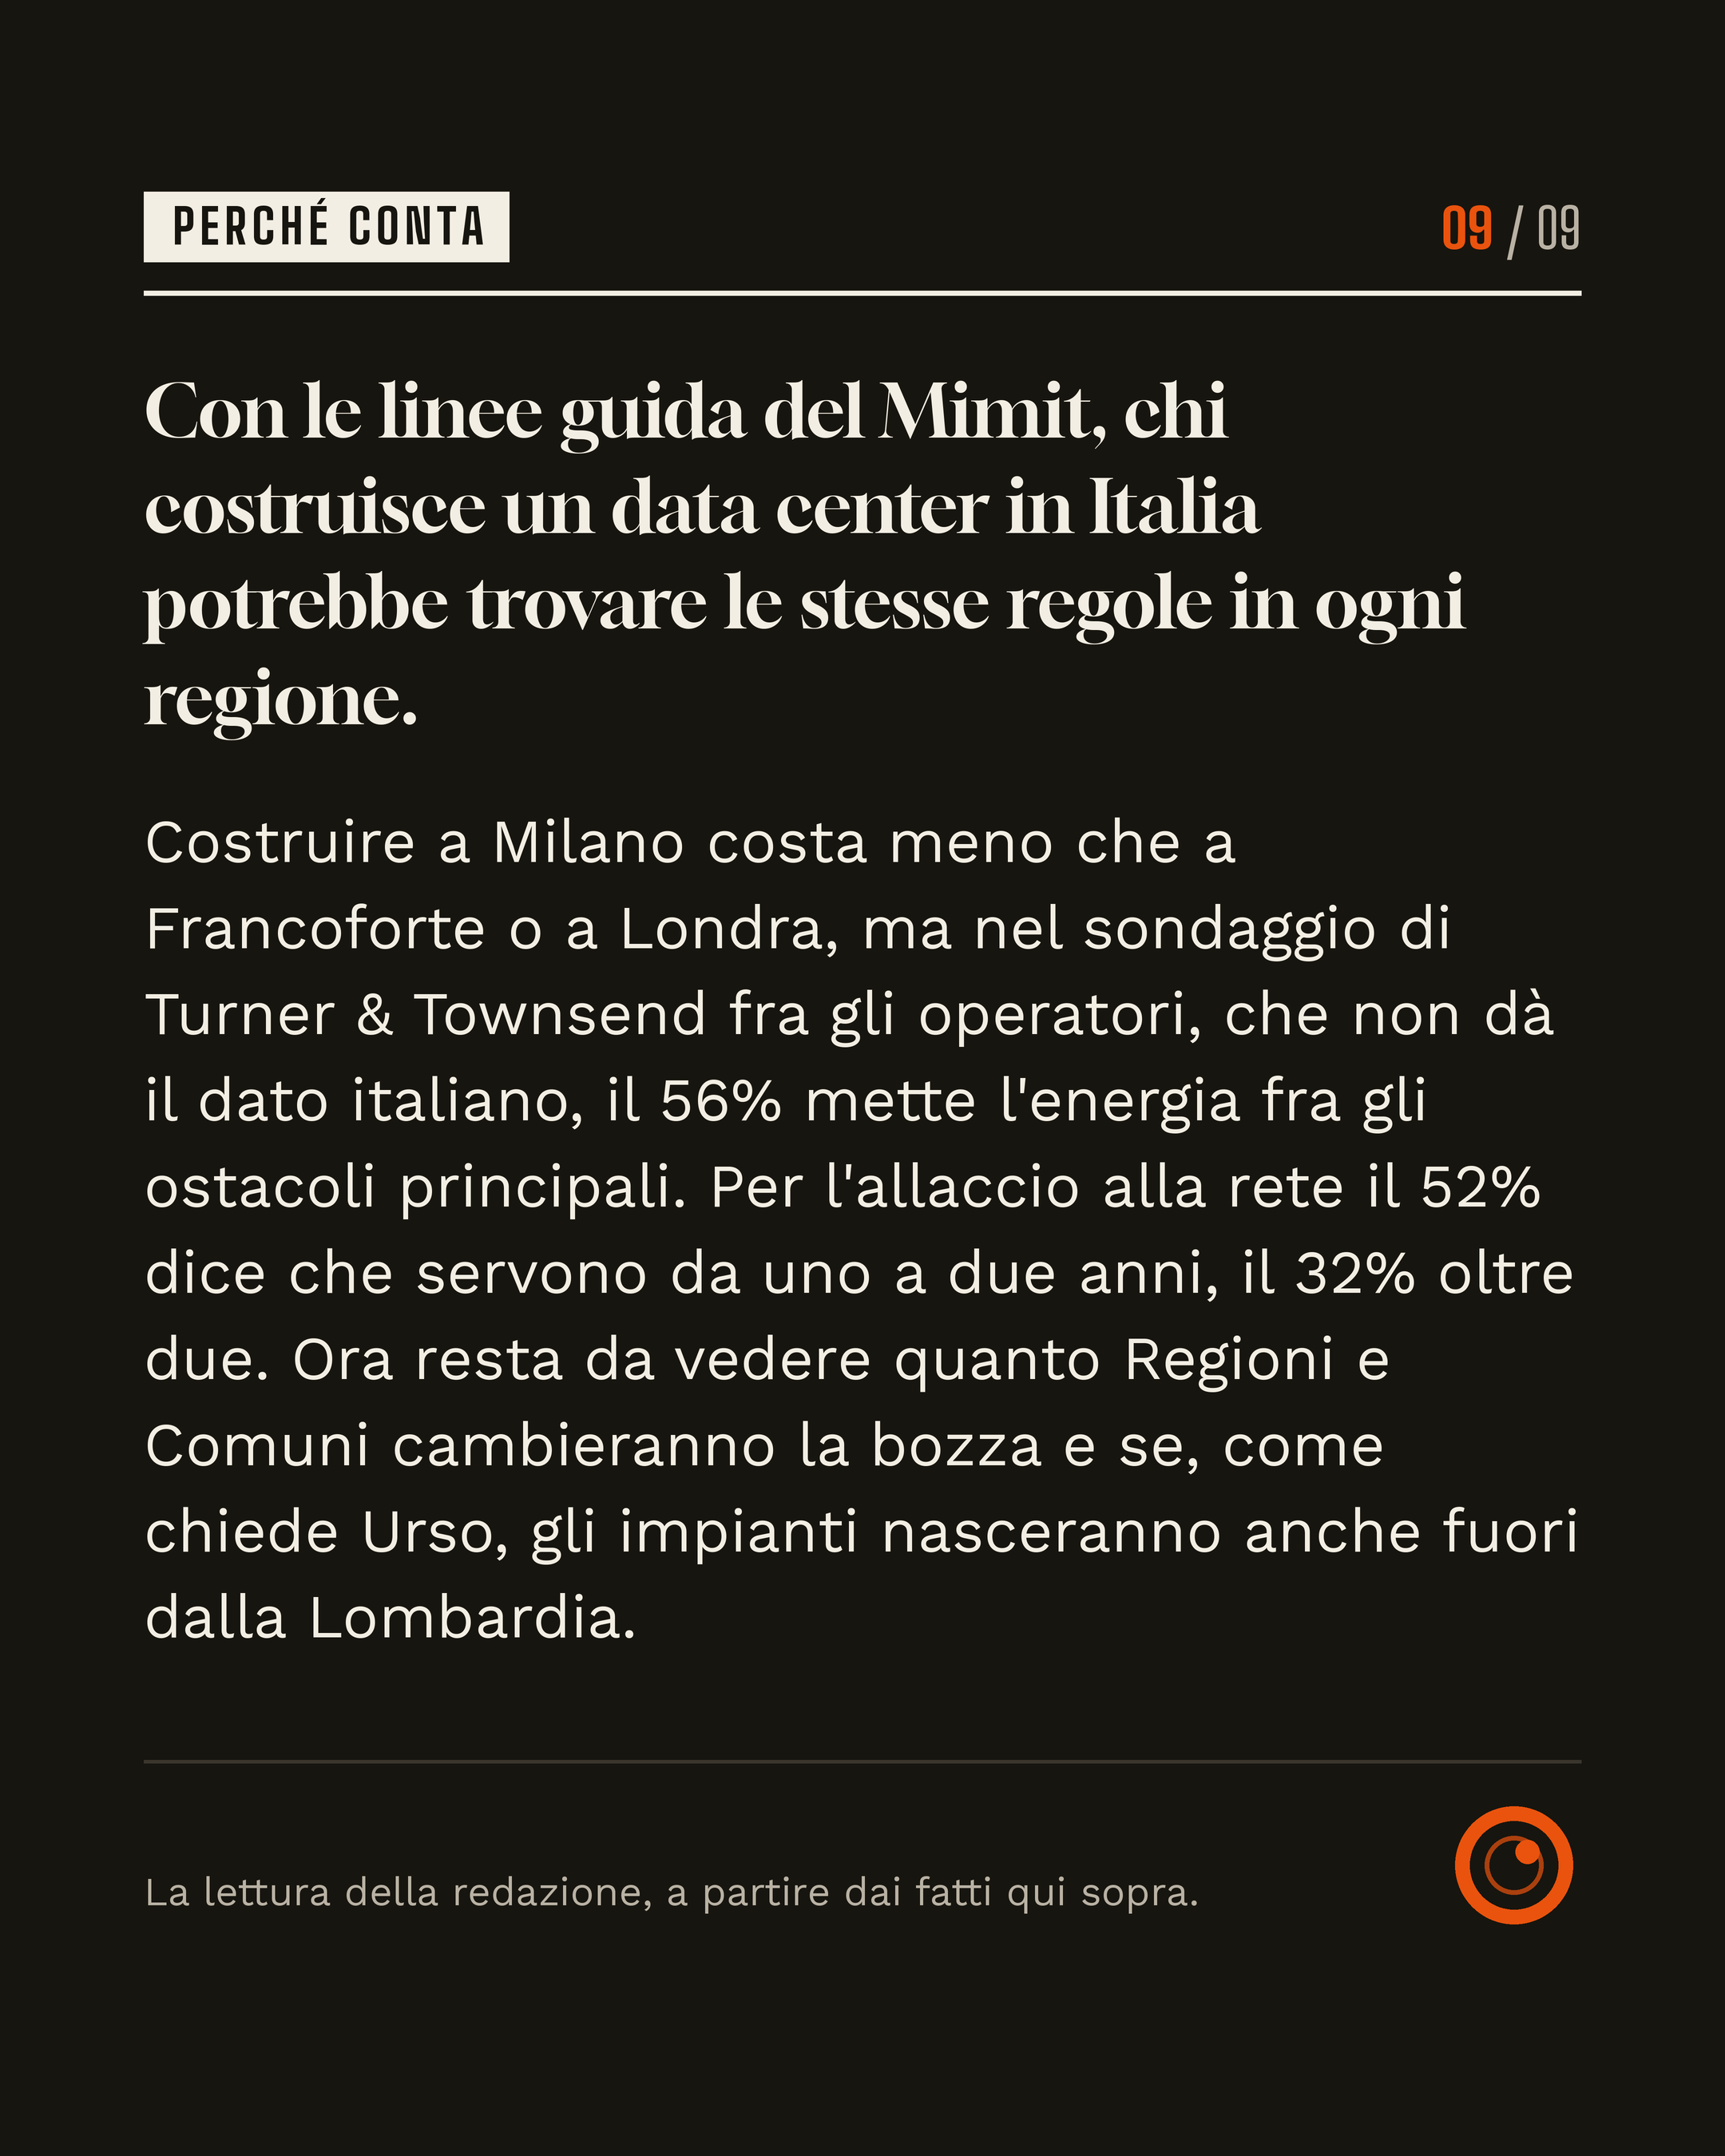 PERCHÉ CONTA
09 / 09
Con le linee guida del Mimit, chi
costruisce un data center in Italia
potrebbe trovare le stesse regole in ogni
regione.
Costruire a Milano costa meno che a
Francoforte o a Londra, ma nel sondaggio di
Turner & Townsend fra gli operatori, che non dà
il dato italiano, il 56% mette l'energia fra gli
ostacoli principali. Per l'allaccio alla rete il 52%
dice che servono da uno a due anni, il 32% oltre
due. Ora resta da vedere quanto Regioni e
Comuni cambieranno la bozza e se, come
chiede Urso, gli impianti nasceranno anche fuori
dalla Lombardia.
La lettura della redazione, a partire dai fatti qui sopra.